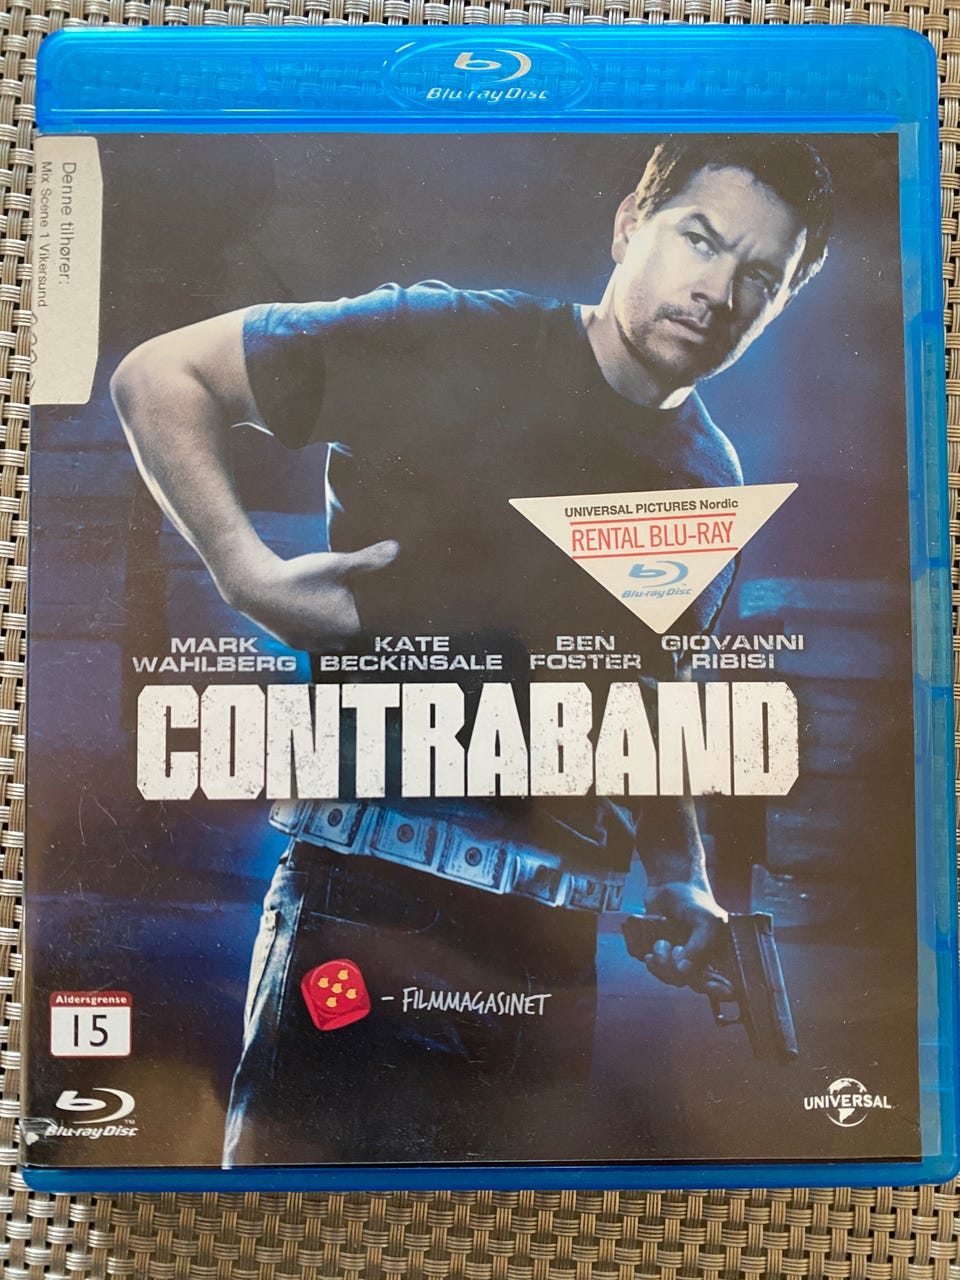 Blu-ray Disc
Denne tilhører:
Mix Scene 1 Vikersund
UNIVERSAL PICTURES Nordic
RENTAL BLU-RAY
Blu-ray Disc
MARK WAHLBERG
KATE BECKINSALE
BEN FOSTER
GIOVANNI RIBISI
CONTRABAND
– FILMMAGASINET
Aldersgrense
15
Blu-ray Disc
UNIVERSAL